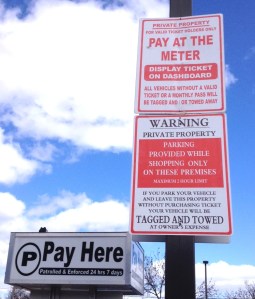 PRIVATE PROPERTY
FOR VALID TICKET HOLDERS ONLY
PAY AT THE
METER
DISPLAY TICKET
ON DASHBOARD
ALL VEHICLES WITHOUT A VALID
TICKET OR A MONTHLY PASS WILL
BE TAGGED AND - OR TOWED AWAY
WARNING
PRIVATE PROPERTY
PARKING
PROVIDED WHILE
SHOPPING ONLY
ON THESE PREMISES
MAXIMUM 2 HOUR LIMIT
IF YOU PARK YOUR VEHICLE
AND LEAVE THIS PROPERTY
WITHOUT PURCHASING TICKET
YOUR VEHICLE WILL BE
TAGGED AND TOWED
AT OWNER'S EXPENSE
P Pay Here
Patrolled & Enforced 24 hrs 7 days